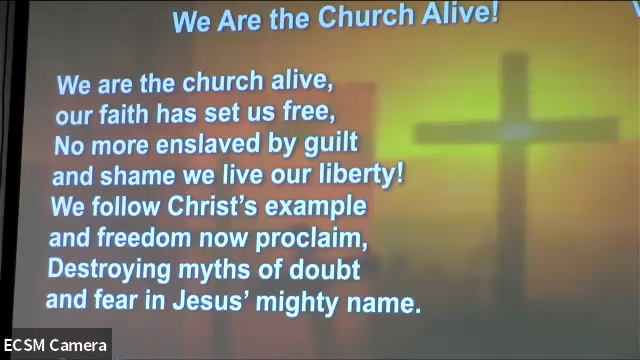 We Are the Church Alive!
We are the church alive,
our faith has set us free,
No more enslaved by guilt
and shame we live our liberty!
We follow Christ's example
and freedom now proclaim,
Destroying myths of doubt
and fear in Jesus' mighty name.
ECSM Camera